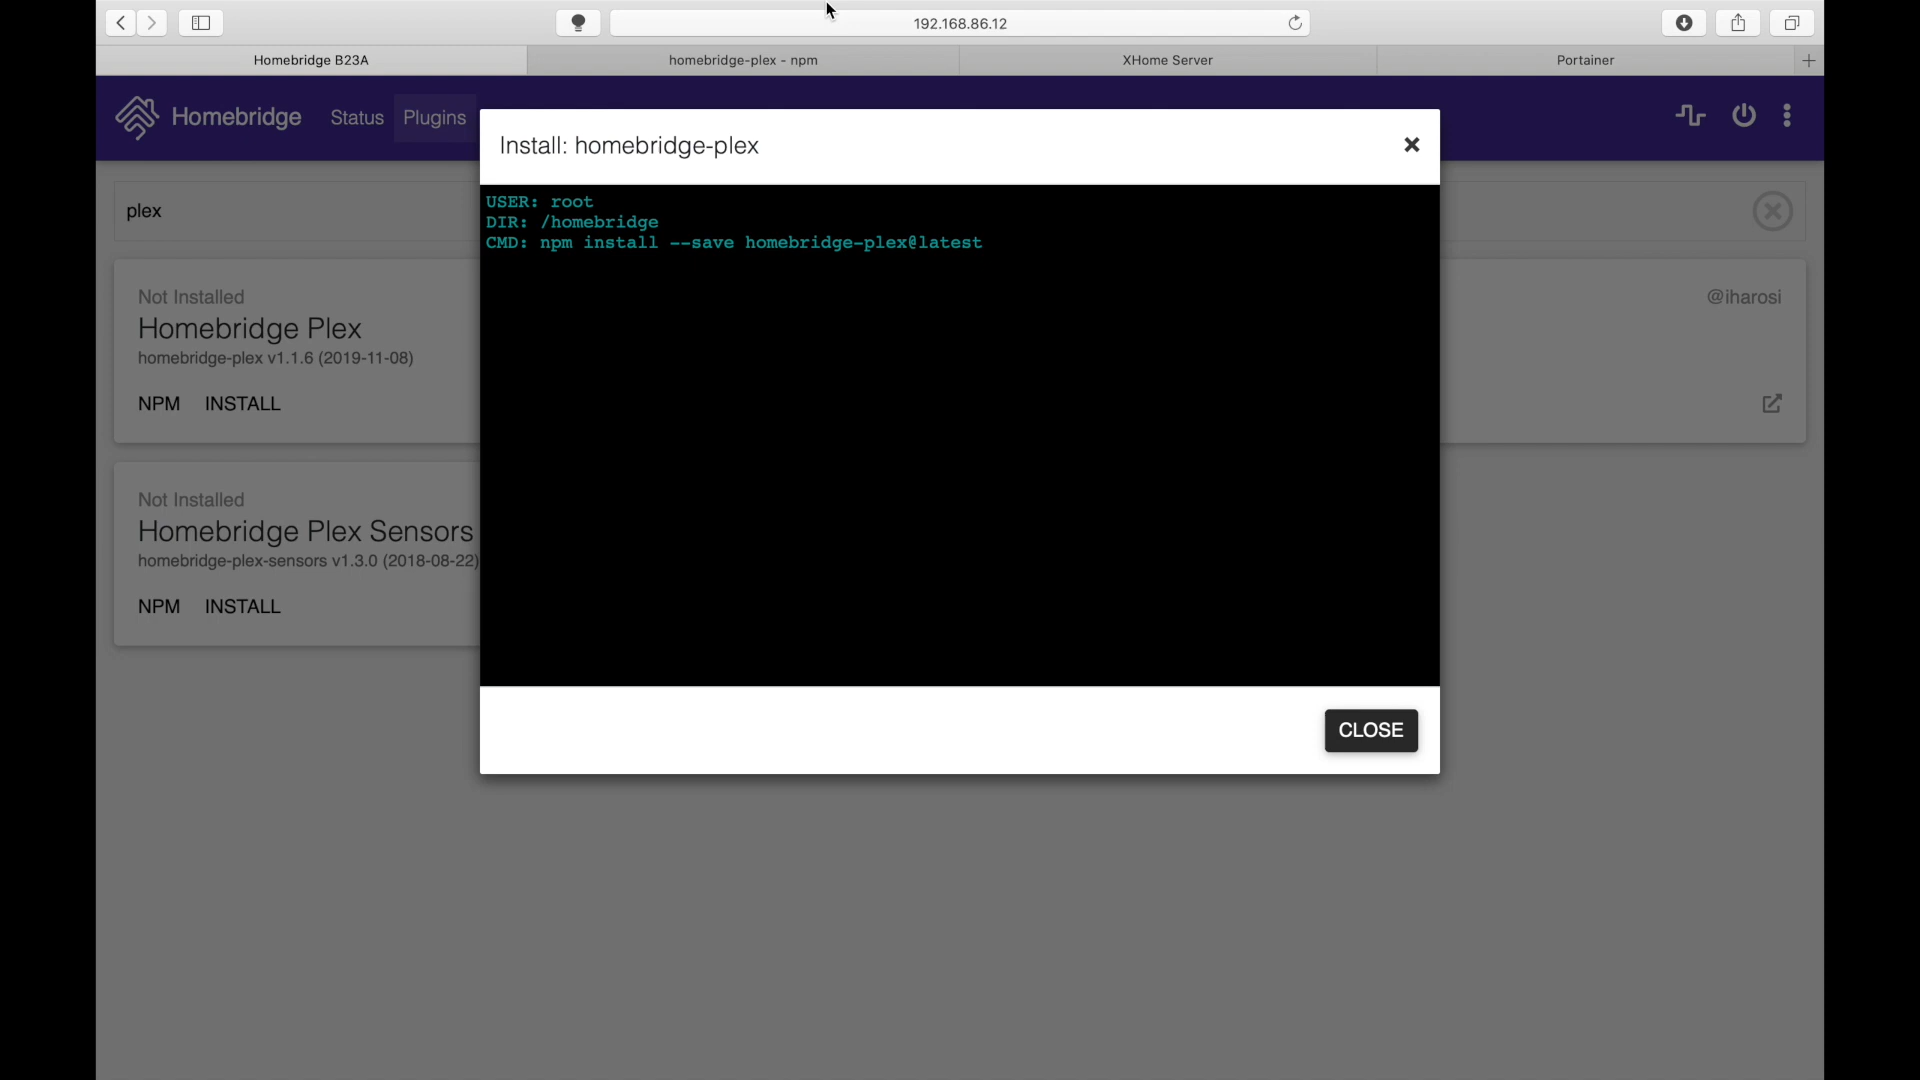 192.168.86.12
Homebridge B23A
homebridge-plex - npm
XHome Server
Portainer
Homebridge
Status
Plugins
Install: homebridge-plex
plex
USER: root
DIR: /homebridge
CMD: npm install --save homebridge-plex@latest
Not Installed
@iharosi
Homebridge Plex
homebridge-plex v1.1.6 (2019-11-08)
NPM INSTALL
Not Installed
Homebridge Plex Sensors
homebridge-plex-sensors v1.3.0 (2018-08-22)
NPM INSTALL
CLOSE